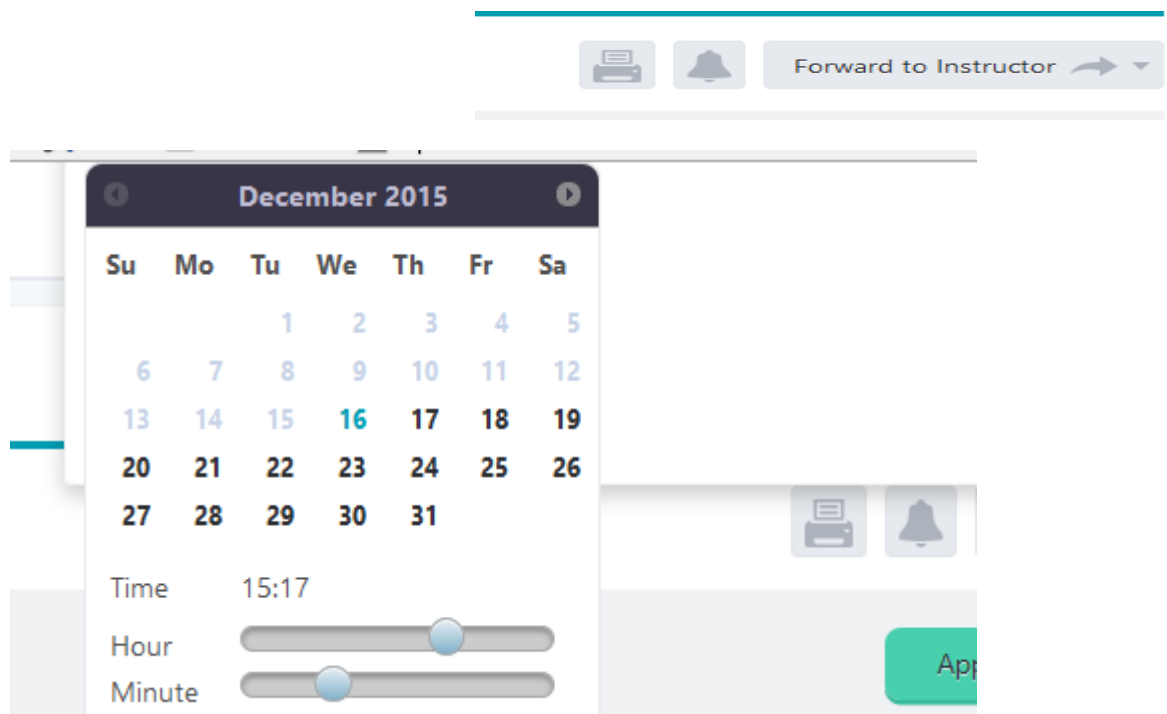 Forward to Instructor
December 2015
Su Mo Tu We Th Fr Sa
1 2 3 4 5
6 7 8 9 10 11 12
13 14 15 16 17 18 19
20 21 22 23 24 25 26
27 28 29 30 31
Time 15:17
Hour
Minute
App